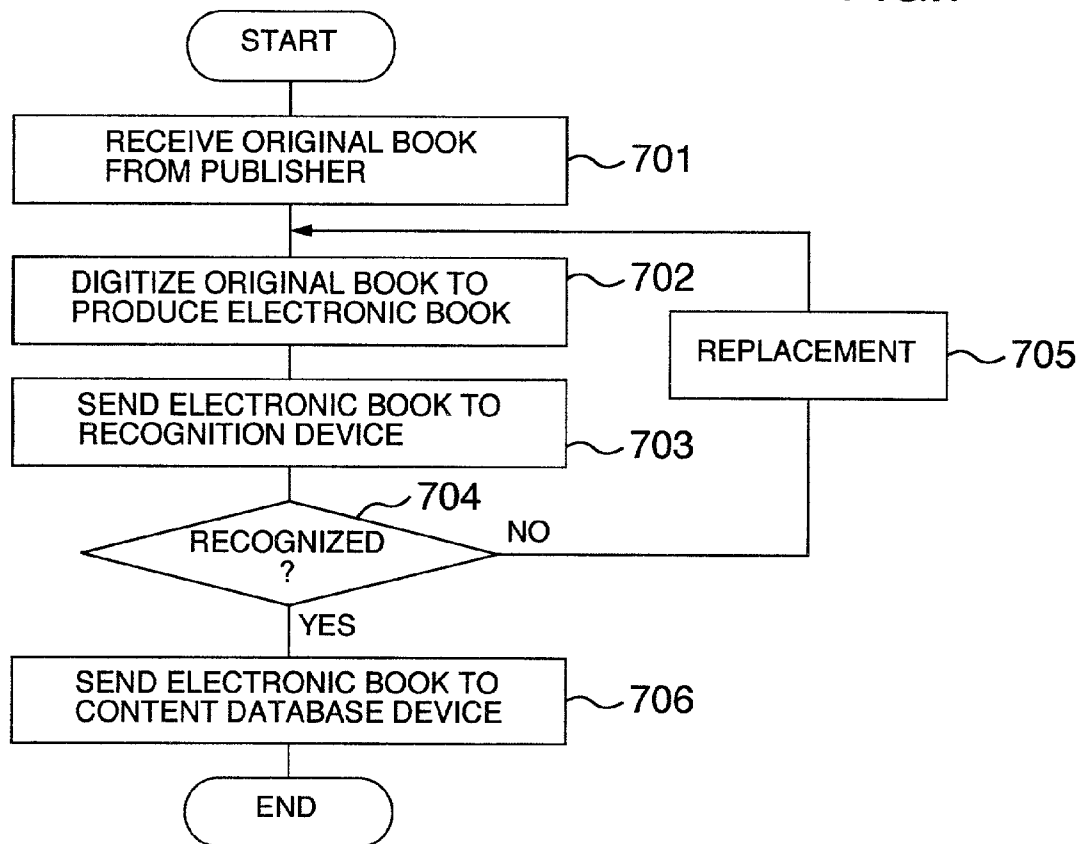 START
RECEIVE ORIGINAL BOOK
FROM PUBLISHER
701
DIGITIZE ORIGINAL BOOK TO
PRODUCE ELECTRONIC BOOK
702
REPLACEMENT
705
SEND ELECTRONIC BOOK TO
RECOGNITION DEVICE
703
704
RECOGNIZED
?
NO
YES
SEND ELECTRONIC BOOK TO
CONTENT DATABASE DEVICE
706
END